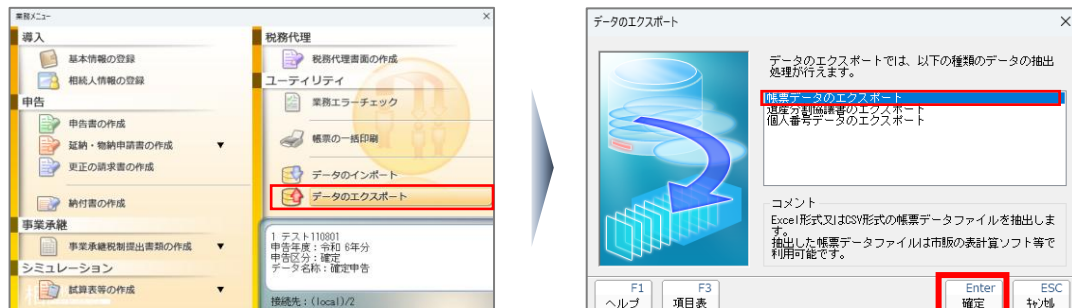 業務メニュー
導入
基本情報の登録
相続人情報の登録
申告
申告書の作成
延納・物納申請書の作成
更正の請求書の作成
納付書の作成
事業承継
事業承継税制提出書類の作成
シミュレーション
試算表等の作成
税務代理
税務代理書面の作成
ユーティリティ
業務エラーチェック
帳票の一括印刷
データのインポート
データのエクスポート
1 テスト110801
申告年度:令和 6年分
申告区分:確定
データ名称:確定申告
接続先:(local)/2
データのエクスポート
データのエクスポートでは、以下の種類のデータの抽出
処理が行えます。
帳票データのエクスポート
遺産分割協議書のエクスポート
個人番号データのエクスポート
コメント
Excel形式又はCSV形式の帳票データファイルを抽出しま
す。
抽出した帳票データファイルは市販の表計算ソフト等で
利用可能です。
F1
ヘルプ
F3
項目表
Enter
確定
ESC
キャンセル